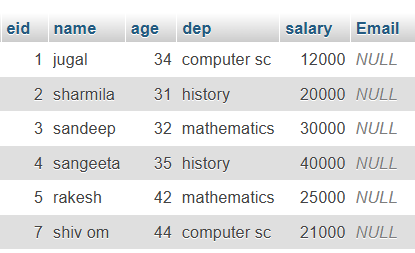 eid name age dep salary Email
1 jugal 34 computer sc 12000 NULL
2 sharmila 31 history 20000 NULL
3 sandeep 32 mathematics 30000 NULL
4 sangeeta 35 history 40000 NULL
5 rakesh 42 mathematics 25000 NULL
7 shiv om 44 computer sc 21000 NULL